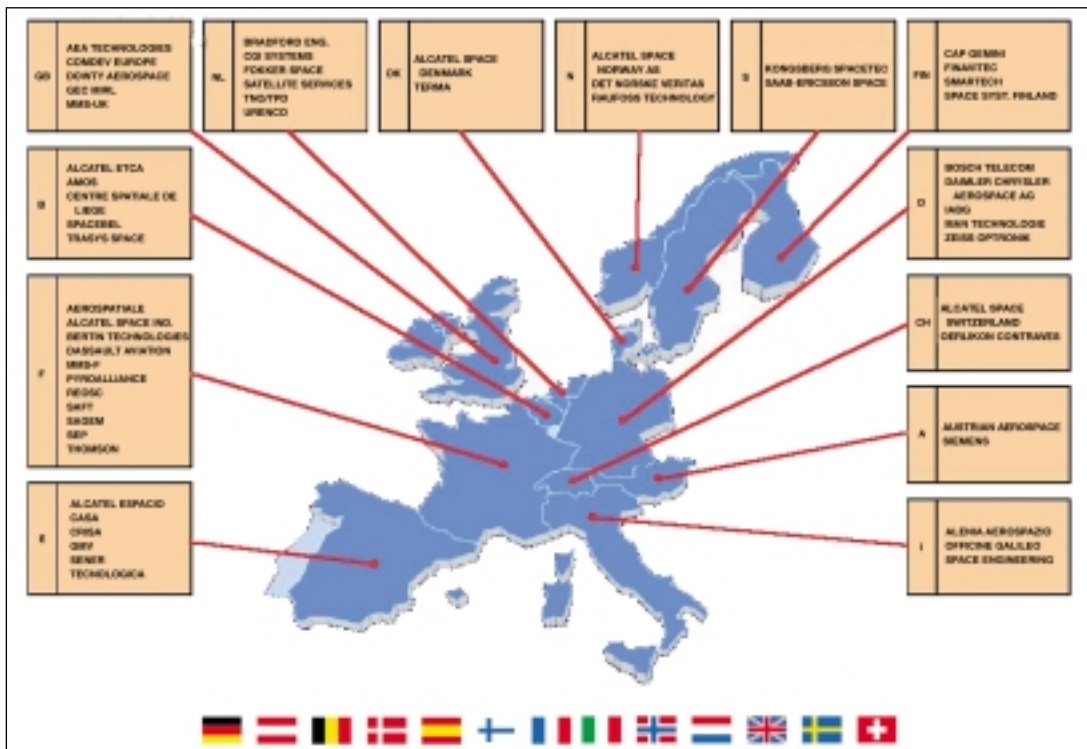 GB
AEA TECHNOLOGIES
COMDEV EUROPE
DOWTY AEROSPACE
GEC MRL
MMS-UK
NL
BRADFORD ENG.
CGI SYSTEMS
FOKKER SPACE
SATELLITE SERVICES
TNO/TPD
URENCO
DK
ALCATEL SPACE
DENMARK
TERMA
N
ALCATEL SPACE
NORWAY AS
DET NORSKE VERITAS
RAUFOSS TECHNOLOGY
S
KONGSBERG SPACETEC
SAAB-ERICSSON SPACE
FIN
CAP GEMINI
FINAVITEC
SMARTECH
SPACE SYST. FINLAND
B
ALCATEL ETCA
AMOS
CENTRE SPATIALE DE
LIEGE
SPACEBEL
TRASYS SPACE
D
BOSCH TELECOM
DAIMLER CHRYSLER
AEROSPACE AG
IABG
MAN TECHNOLOGIE
ZEISS OPTRONIK
F
AEROSPATIALE
ALCATEL SPACE IND.
BERTIN TECHNOLOGIES
DASSAULT AVIATION
MMS-F
PYROALLIANCE
REOSC
SAFT
SAGEM
SEP
THOMSON
CH
ALCATEL SPACE
SWITZERLAND
OERLIKON CONTRAVES
A
AUSTRIAN AEROSPACE
SIEMENS
E
ALCATEL ESPACIO
CASA
CRISA
GMV
SENER
TECNOLOGICA
I
ALENIA AEROSPAZIO
OFFICINE GALILEO
SPACE ENGINEERING